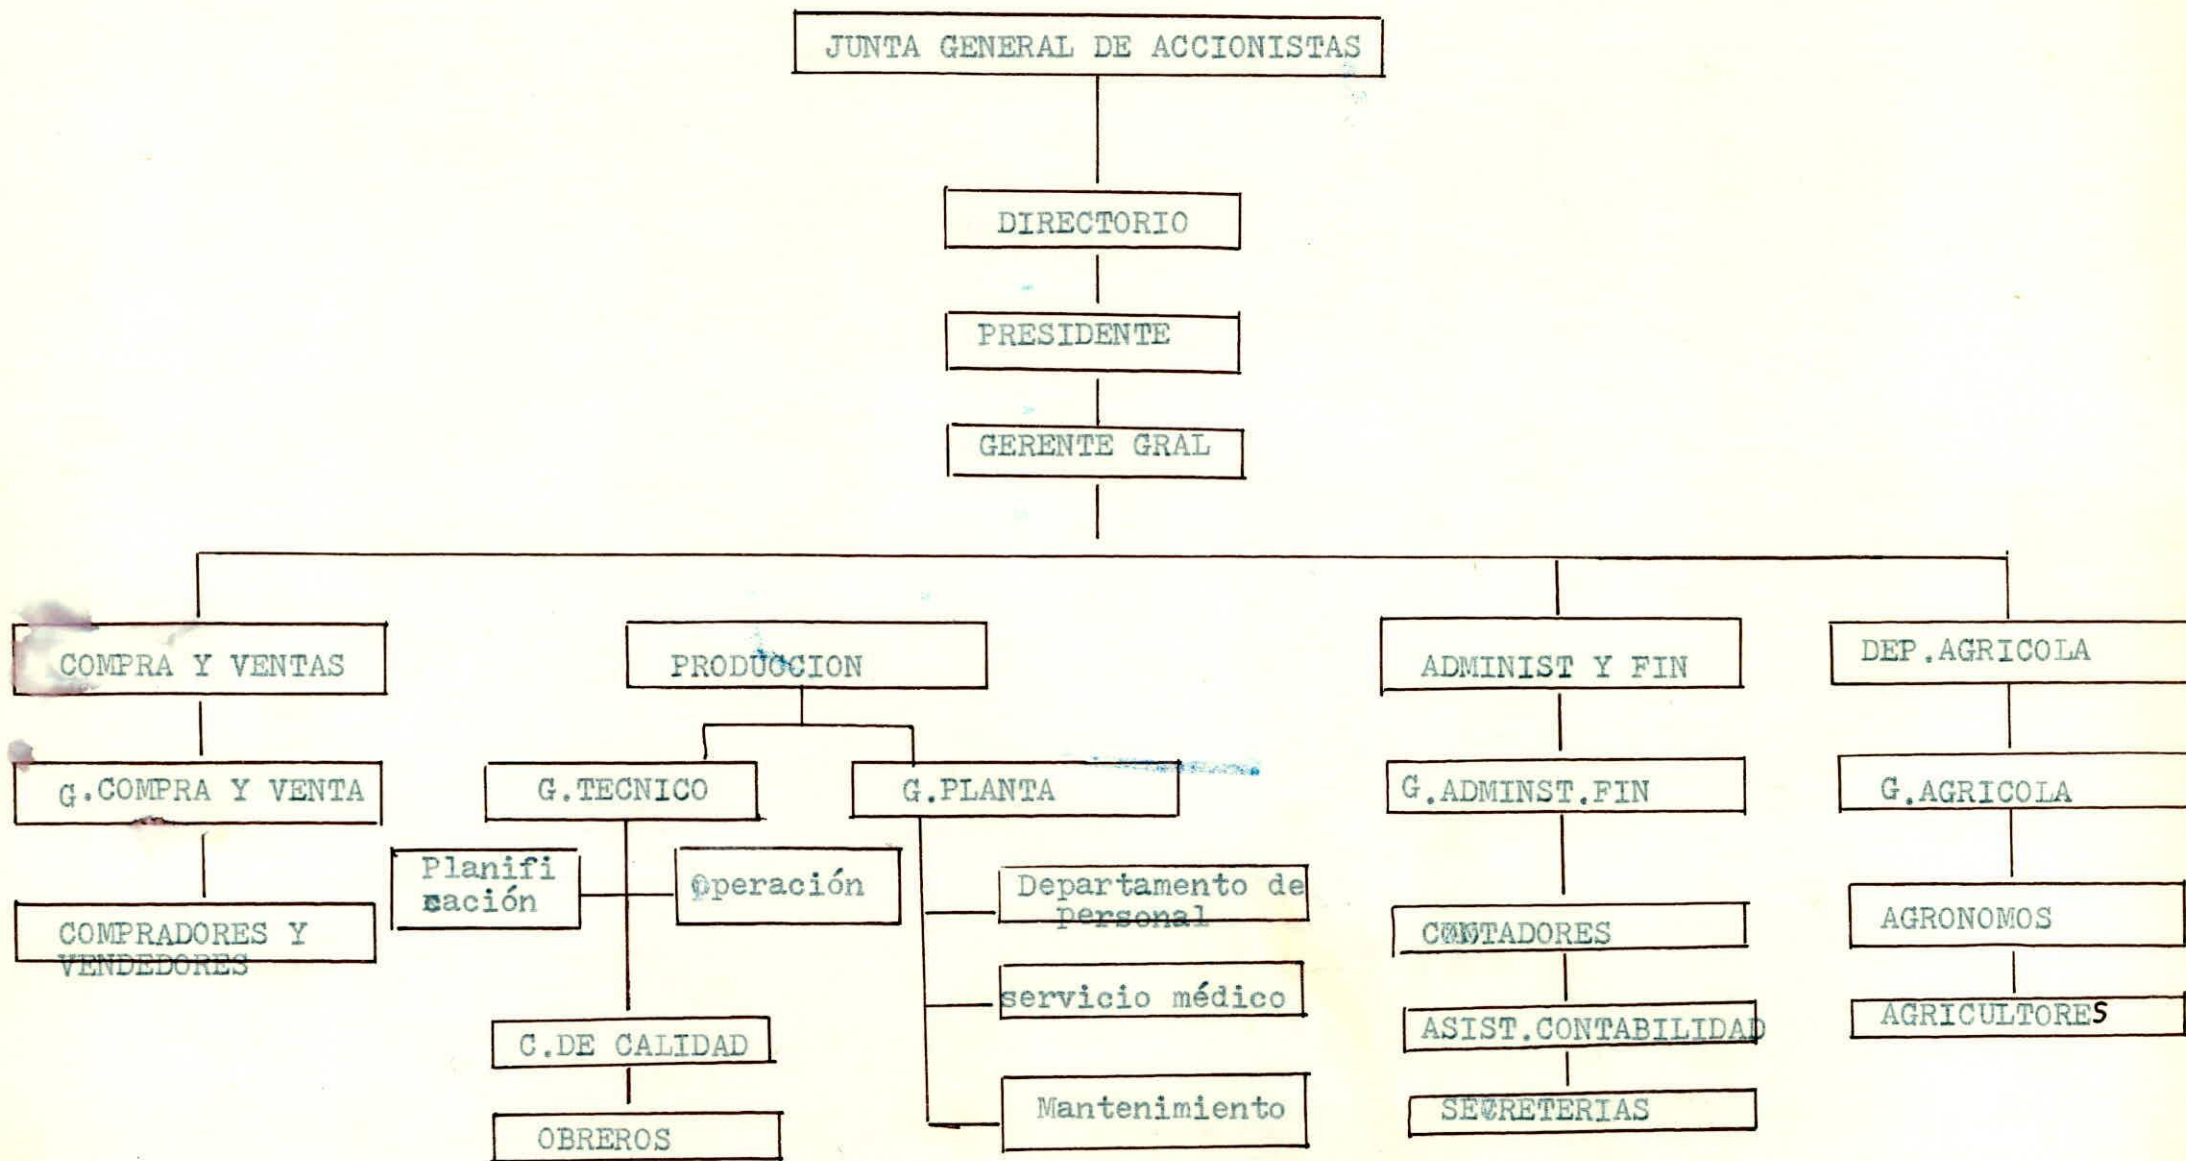 JUNTA GENERAL DE ACCIONISTAS
DIRECTORIO
PRESIDENTE
GERENTE GRAL
COMPRA Y VENTAS
PRODUCCION
ADMINIST Y FIN
DEP.AGRICOLA
G.COMPRA Y VENTA
G.TECNICO
G.PLANTA
G.ADMINST.FIN
G.AGRICOLA
Planifi
cación
Operación
Departamento de
personal
COMPRADORES Y
VENDEDORES
CONTADORES
AGRONOMOS
servicio médico
C.DE CALIDAD
ASIST.CONTABILIDAD
AGRICULTORES
Mantenimiento
SECRETERIAS
OBREROS